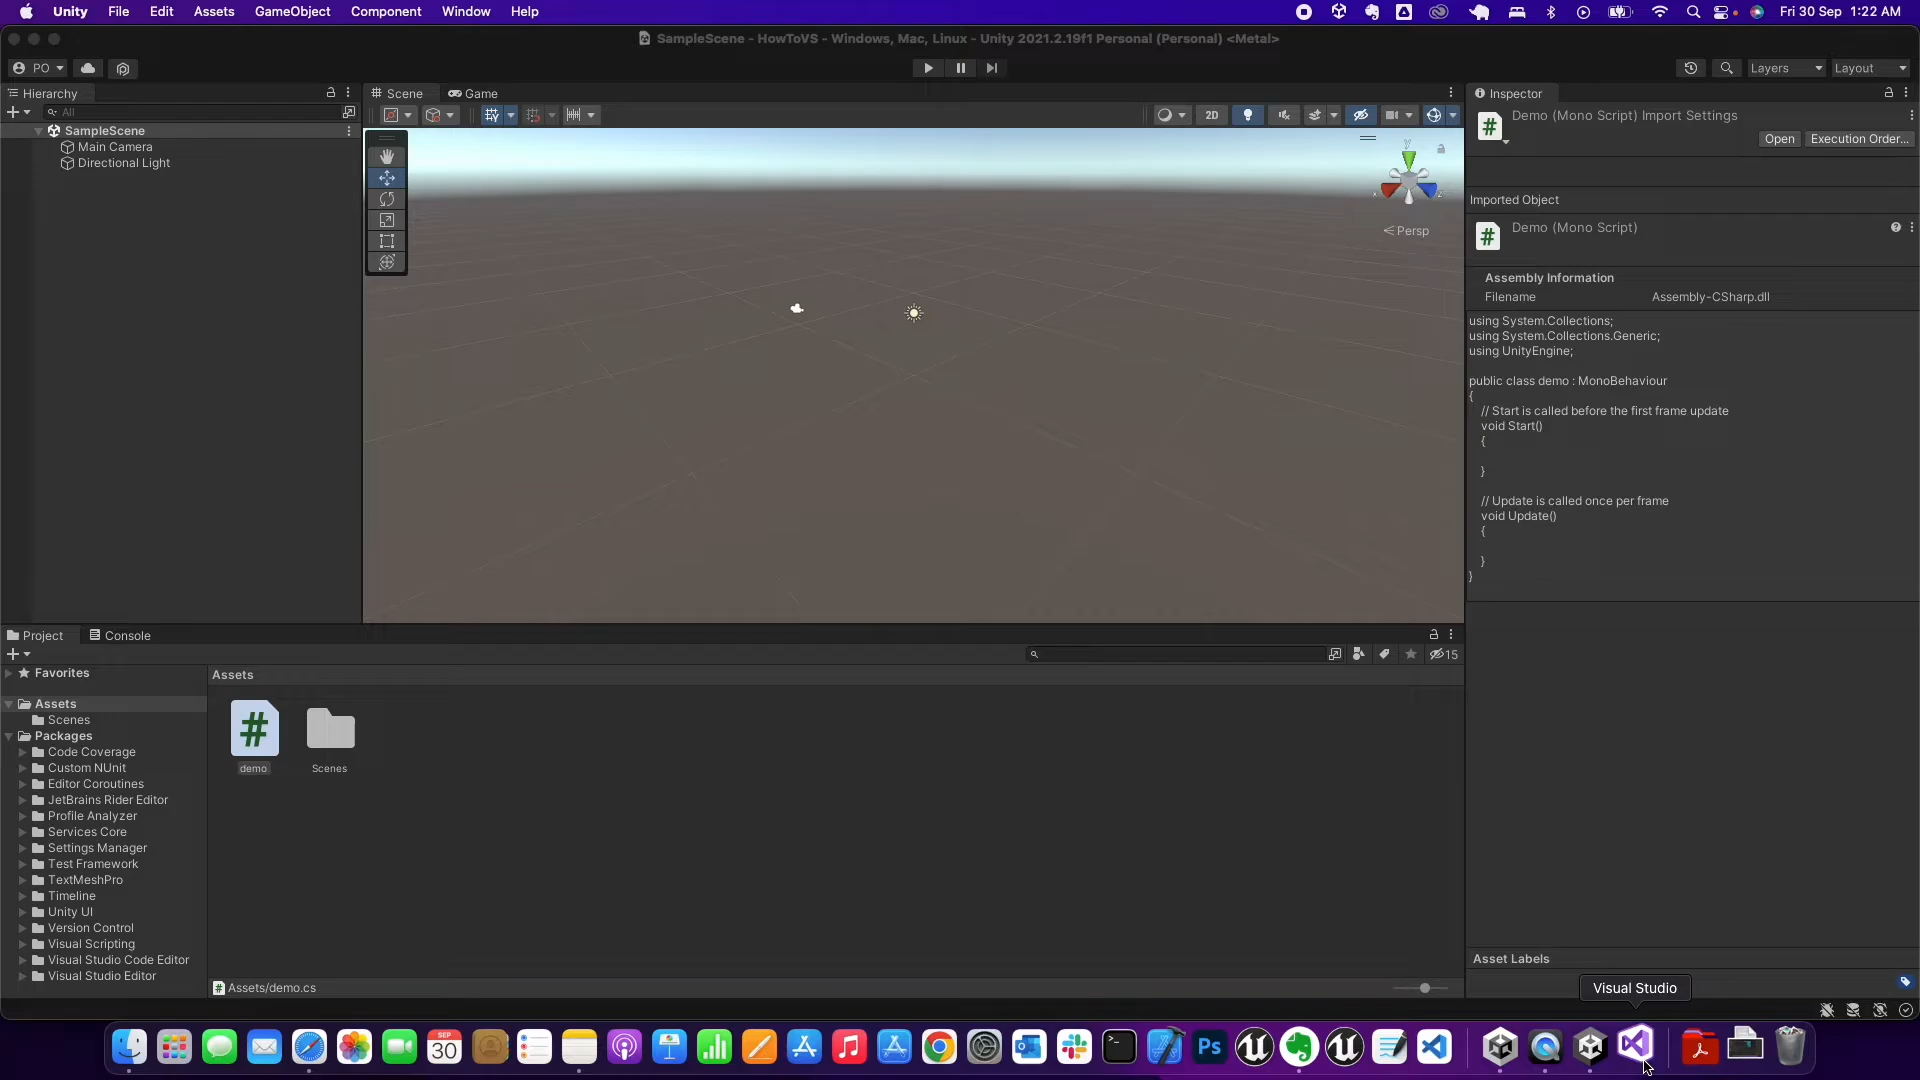 Unity File Edit Assets GameObject Component Window Help
Fri 30 Sep 1:22 AM
SampleScene - HowToVS - Windows, Mac, Linux - Unity 2021.2.19f1 Personal (Personal) <Metal>
PO
Layers Layout
Hierarchy
Scene Game
Inspector
All
2D
SampleScene
Main Camera
Directional Light
Persp
Demo (Mono Script) Import Settings
Open Execution Order...
Imported Object
Demo (Mono Script)
Assembly Information
Filename Assembly-CSharp.dll
using System.Collections;
using System.Collections.Generic;
using UnityEngine;
public class demo : MonoBehaviour
{
// Start is called before the first frame update
void Start()
{
}
// Update is called once per frame
void Update()
{
}
}
Project Console
15
Favorites
Assets
Scenes
Packages
Code Coverage
Custom NUnit
Editor Coroutines
JetBrains Rider Editor
Profile Analyzer
Services Core
Settings Manager
Test Framework
TextMeshPro
Timeline
Unity UI
Version Control
Visual Scripting
Visual Studio Code Editor
Visual Studio Editor
Assets
demo
Scenes
Assets/demo.cs
Asset Labels
Visual Studio
SEP
30
Ps